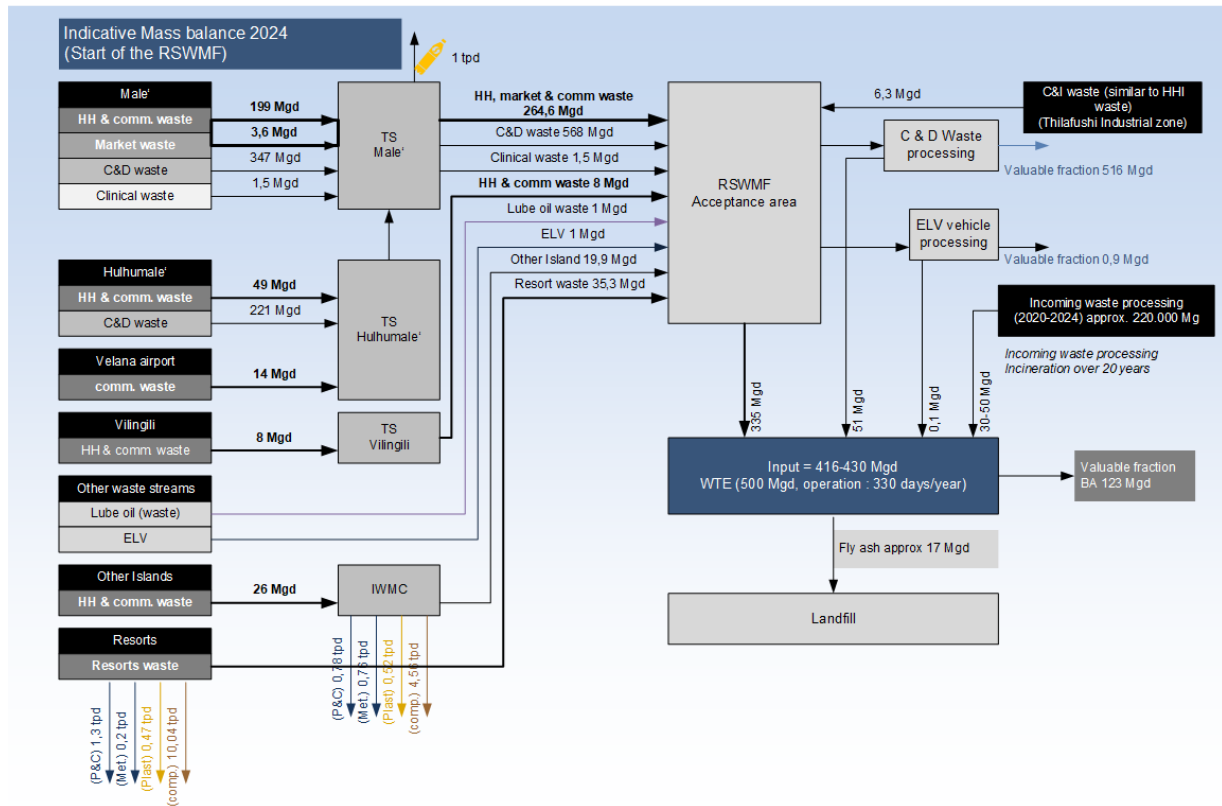 Indicative Mass balance 2024
(Start of the RSWMF)
1 tpd
Male‘
HH & comm. waste
Market waste
C&D waste
Clinical waste
199 Mgd
3,6 Mgd
347 Mgd
1,5 Mgd
TS
Male‘
HH, market & comm waste
264,6 Mgd
C&D waste 568 Mgd
Clinical waste 1,5 Mgd
HH & comm waste 8 Mgd
Lube oil waste 1 Mgd
ELV 1 Mgd
Other Island 19,9 Mgd
Resort waste 35,3 Mgd
RSWMF
Acceptance area
6,3 Mgd
C&I waste (similar to HHI
waste)
(Thilafushi Industrial zone)
C & D Waste
processing
Valuable fraction 516 Mgd
ELV vehicle
processing
Valuable fraction 0,9 Mgd
Incoming waste processing
(2020-2024) approx. 220.000 Mg
Incoming waste processing
Incineration over 20 years
Hulhumale‘
HH & comm. waste
C&D waste
49 Mgd
221 Mgd
TS
Hulhumale‘
Velana airport
comm. waste
14 Mgd
Vilingili
HH & comm. waste
8 Mgd
TS
Vilingili
335 Mgd
51 Mgd
0,1 Mgd
30-50 Mgd
Input = 416-430 Mgd
WTE (500 Mgd, operation : 330 days/year)
Valuable fraction
BA 123 Mgd
Other waste streams
Lube oil (waste)
ELV
Fly ash approx 17 Mgd
Landfill
Other Islands
HH & comm. waste
26 Mgd
IWMC
Resorts
Resorts waste
(P&C) 0,78 tpd
(Met.) 0,76 tpd
(Plast) 0,52 tpd
(comp.) 4,56 tpd
(P&C) 1,3 tpd
(Met.) 0,2 tpd
(Plast) 0,47 tpd
(comp.) 10,04 tpd